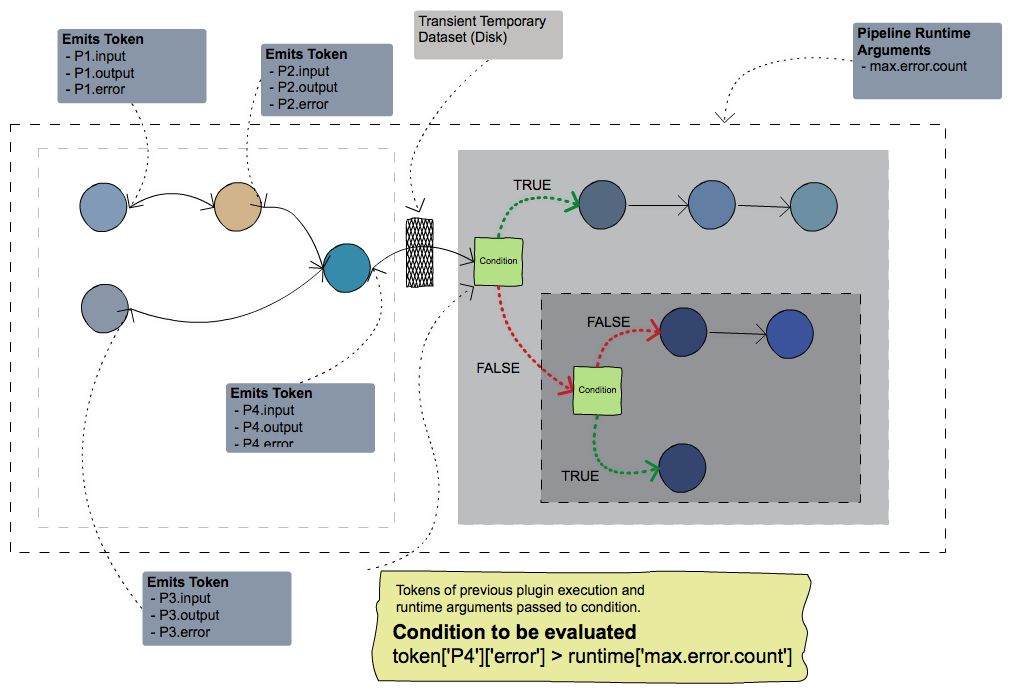 Transient Temporary
Dataset (Disk)
Emits Token
- P1.input
- P1.output
- P1.error
Emits Token
- P2.input
- P2.output
- P2.error
Pipeline Runtime
Arguments
- max.error.count
TRUE
Condition
FALSE
FALSE
Condition
TRUE
Emits Token
- P4.input
- P4.output
- P4.error
Emits Token
- P3.input
- P3.output
- P3.error
Tokens of previous plugin execution and
runtime arguments passed to condition.
Condition to be evaluated
token['P4']['error'] > runtime['max.error.count']